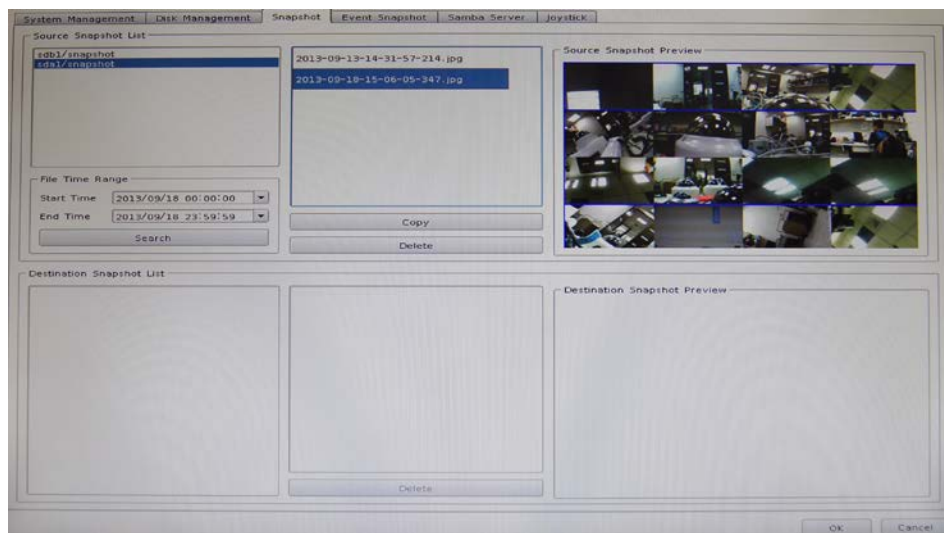 System Management Disk Management Snapshot Event Snapshot Samba Server Joystick
Source Snapshot List
sdb1/snapshot
sda1/snapshot
2013-09-13-14-31-57-214.jpg
2013-09-18-15-06-05-347.jpg
Source Snapshot Preview
File Time Range
Start Time 2013/09/18 00:00:00
End Time 2013/09/18 23:59:59
Search
Copy
Delete
Destination Snapshot List
Destination Snapshot Preview
Delete
OK Cancel